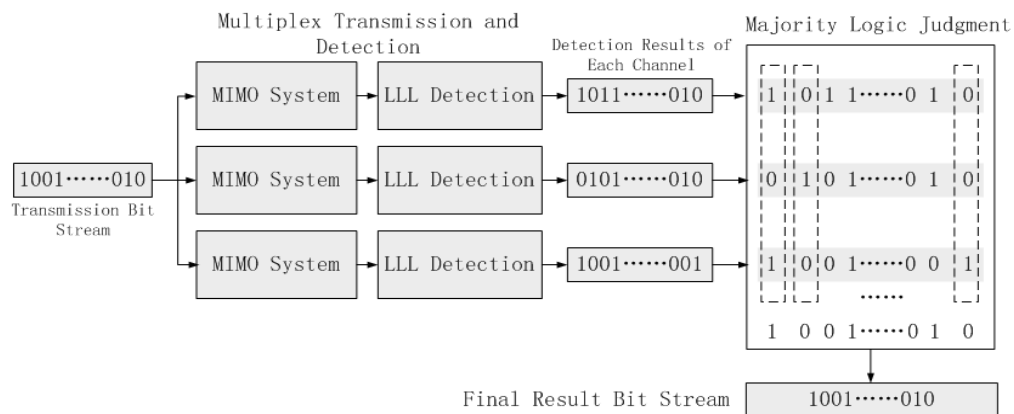 Multiplex Transmission and
Detection
Majority Logic Judgment
Detection Results of
Each Channel
MIMO System
LLL Detection
1011······010
1 0 1 1······0 1 0
1001······010
Transmission Bit
Stream
MIMO System
LLL Detection
0101······010
0 1 0 1······0 1 0
MIMO System
LLL Detection
1001······001
1 0 0 1······0 0 1
······
1 0 0 1······0 1 0
Final Result Bit Stream
1001······010